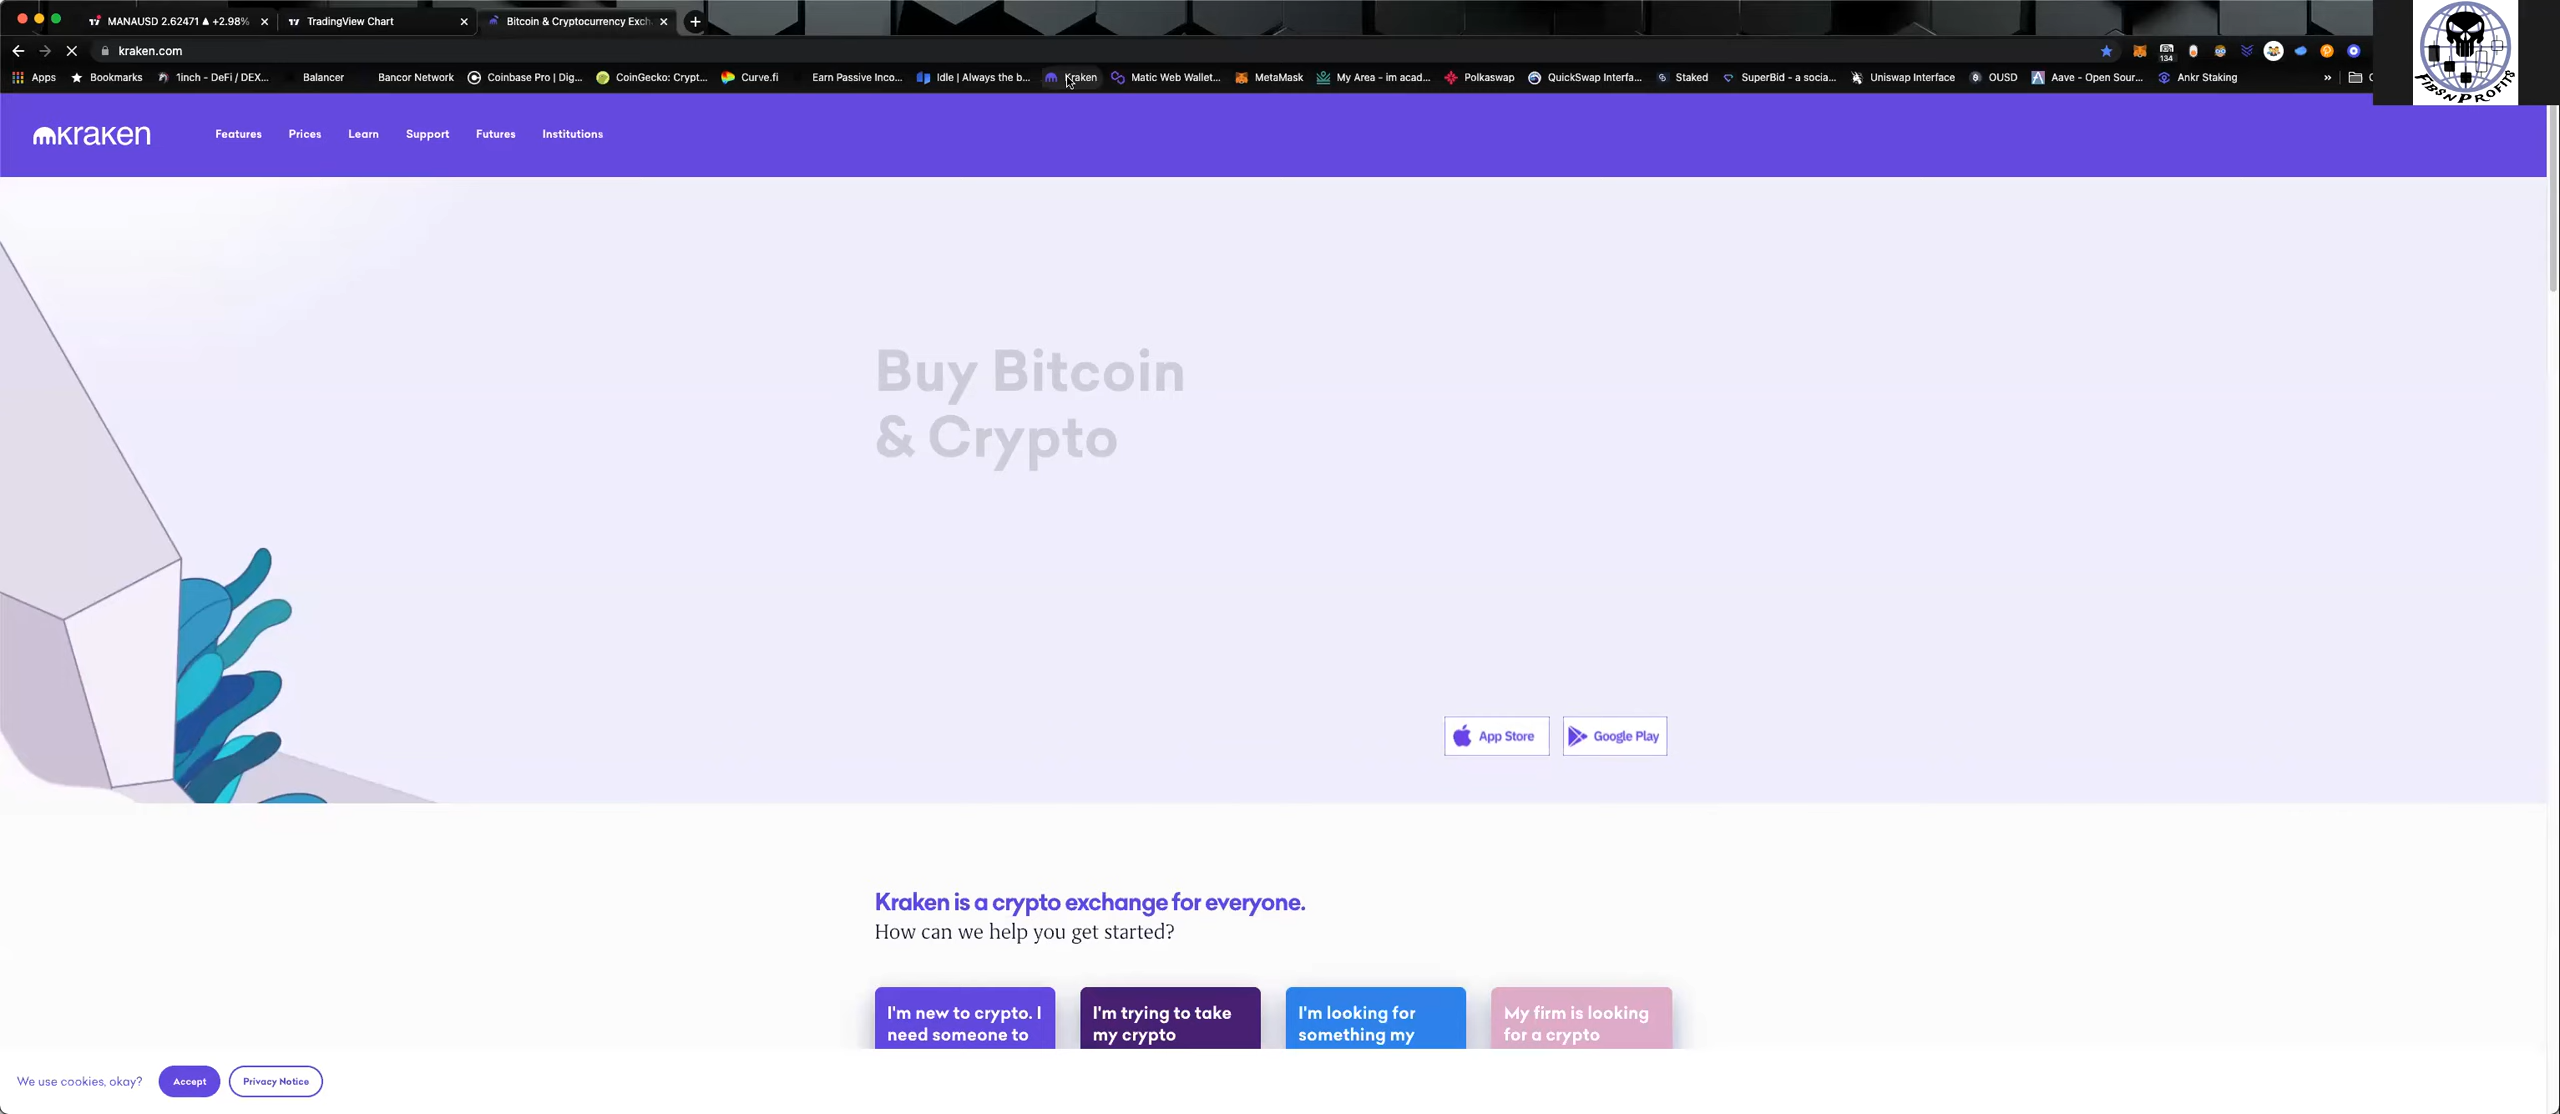 MANAUSD 2.62471 ▲ +2.98%
TradingView Chart
Bitcoin & Cryptocurrency Exch
kraken.com
134
Apps
Bookmarks
1inch - DeFi / DEX...
Balancer
Bancor Network
Coinbase Pro | Dig...
CoinGecko: Crypt...
Curve.fi
Earn Passive Inco...
Idle | Always the b...
Kraken
Matic Web Wallet...
MetaMask
My Area - im acad...
Polkaswap
QuickSwap Interfa...
Staked
SuperBid - a socia...
Uniswap Interface
OUSD
Aave - Open Sour...
Ankr Staking
»
FIBSNPROFITS
kraken
Features
Prices
Learn
Support
Futures
Institutions
Buy Bitcoin
& Crypto
App Store
Google Play
Kraken is a crypto exchange for everyone.
How can we help you get started?
I'm new to crypto. I
need someone to
I'm trying to take
my crypto
I'm looking for
something my
My firm is looking
for a crypto
We use cookies, okay?
Accept
Privacy Notice